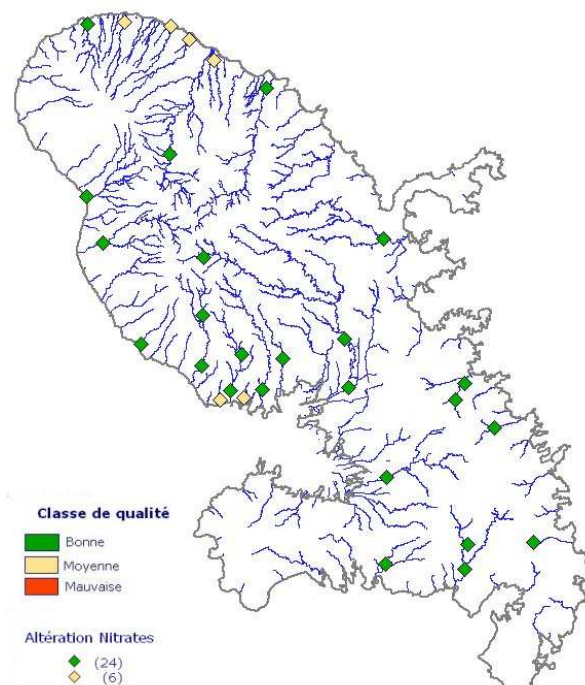 Classe de qualité
Bonne
Moyenne
Mauvaise
Altération Nitrates
(24)
(6)